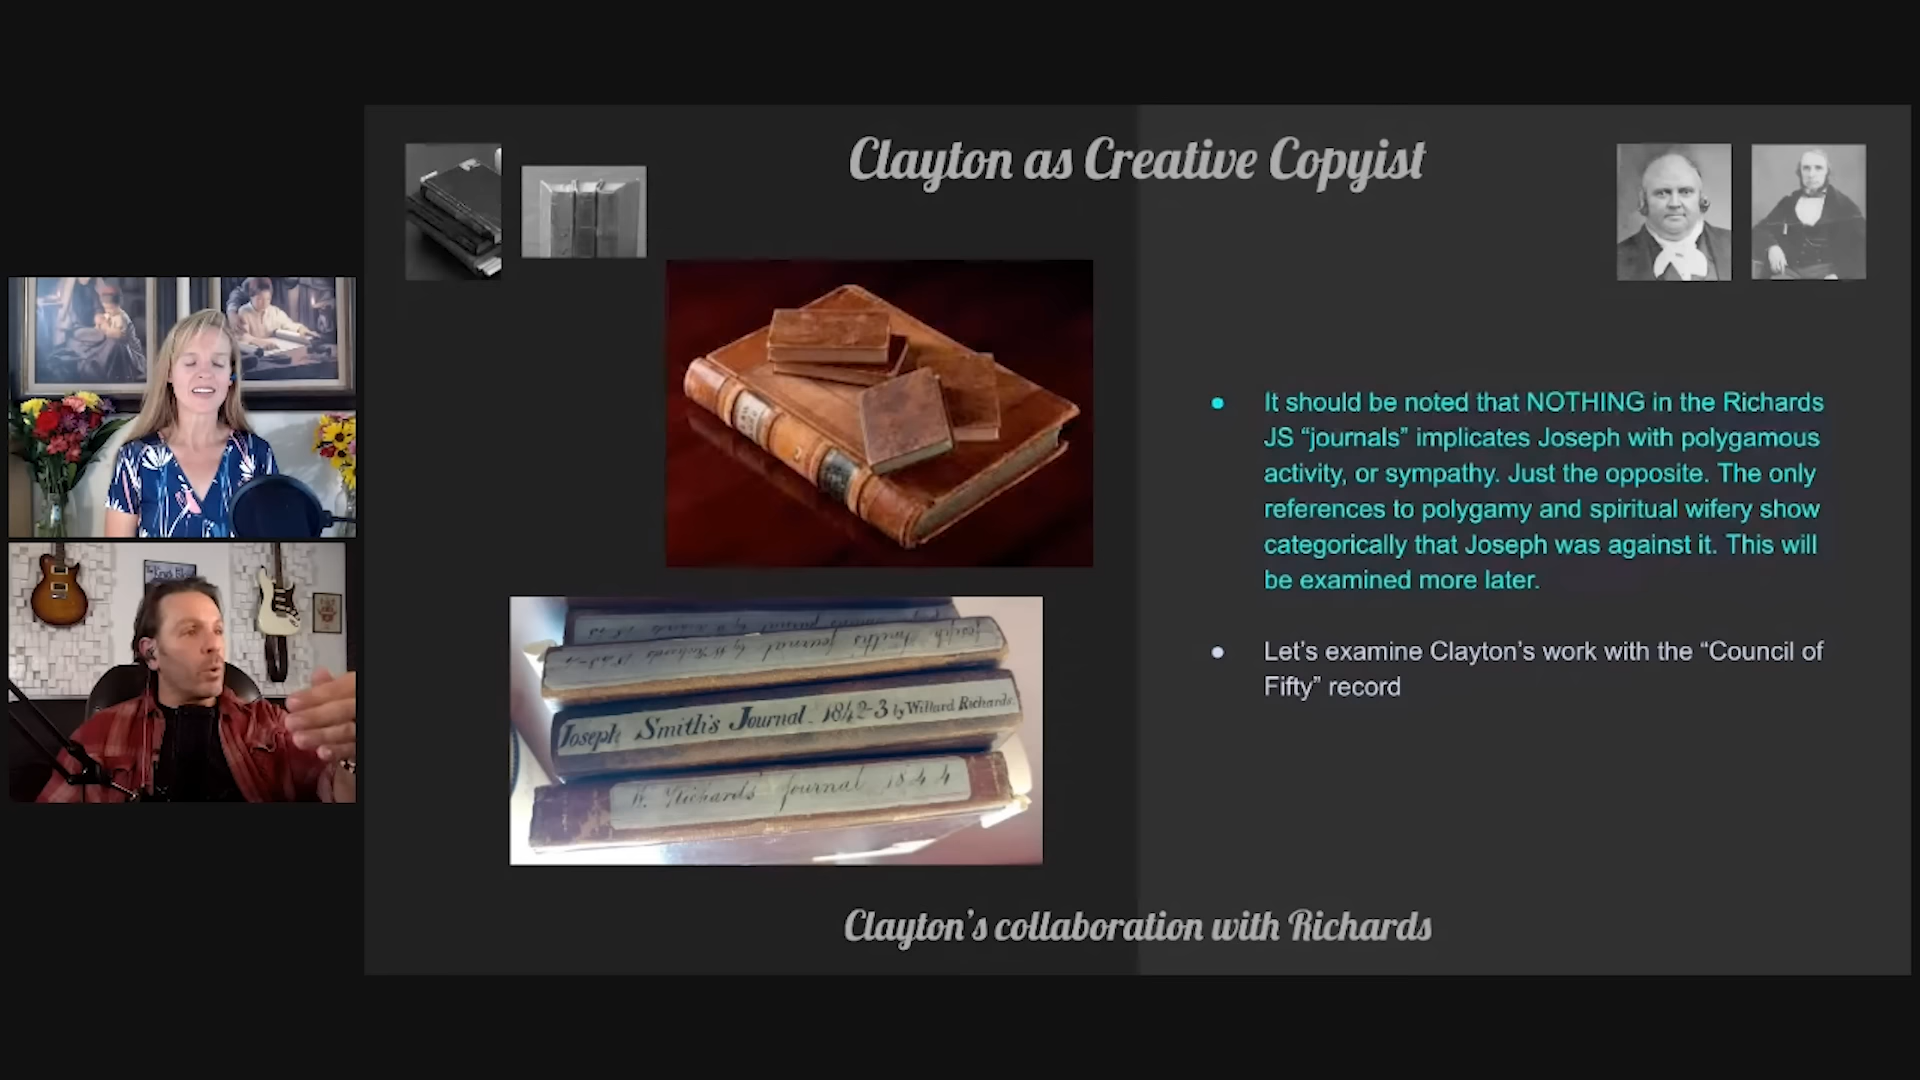 Clayton as Creative Copyist
It should be noted that NOTHING in the Richards
JS “journals” implicates Joseph with polygamous
activity, or sympathy. Just the opposite. The only
references to polygamy and spiritual wifery show
categorically that Joseph was against it. This will
be examined more later.
Let’s examine Clayton’s work with the “Council of
Fifty” record
Joseph Smith's Journal. 1842-3 by Willard Richards.
W. Richards' Journal 1844
Clayton’s collaboration with Richards